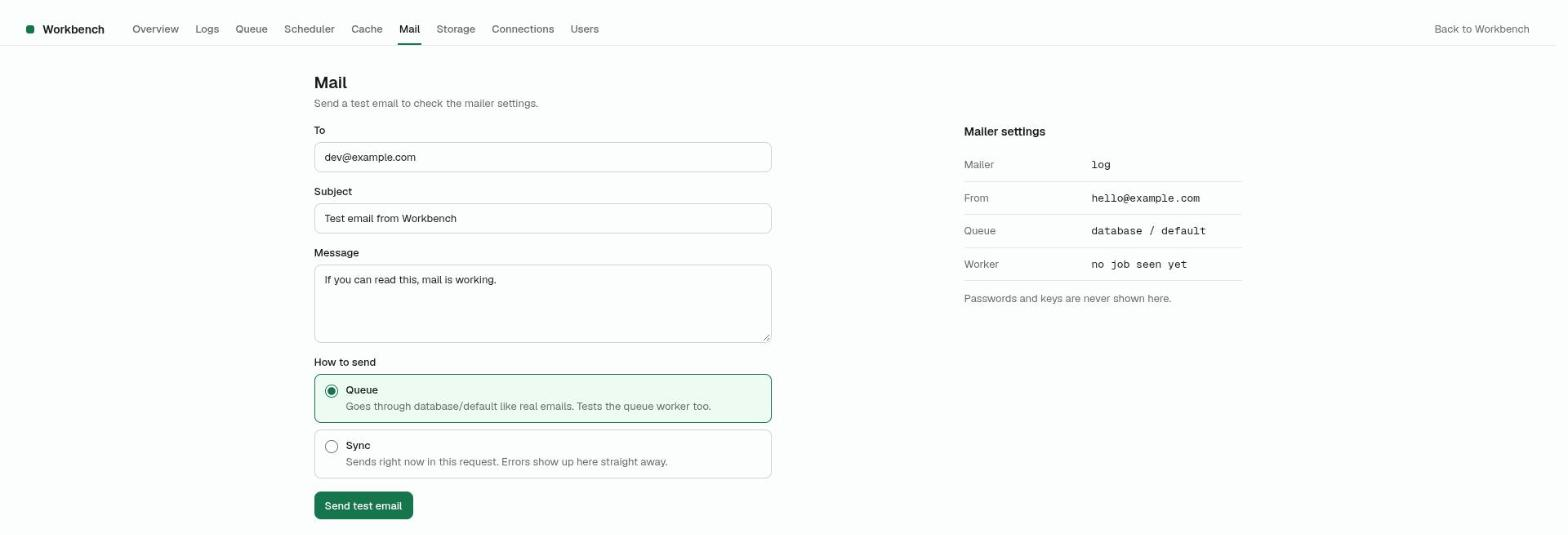 Workbench Overview Logs Queue Scheduler Cache Mail Storage Connections Users Back to Workbench
Mail
Send a test email to check the mailer settings.
To
dev@example.com
Subject
Test email from Workbench
Message
If you can read this, mail is working.
How to send
Queue
Goes through database/default like real emails. Tests the queue worker too.
Sync
Sends right now in this request. Errors show up here straight away.
Send test email
Mailer settings
Mailer log
From hello@example.com
Queue database / default
Worker no job seen yet
Passwords and keys are never shown here.